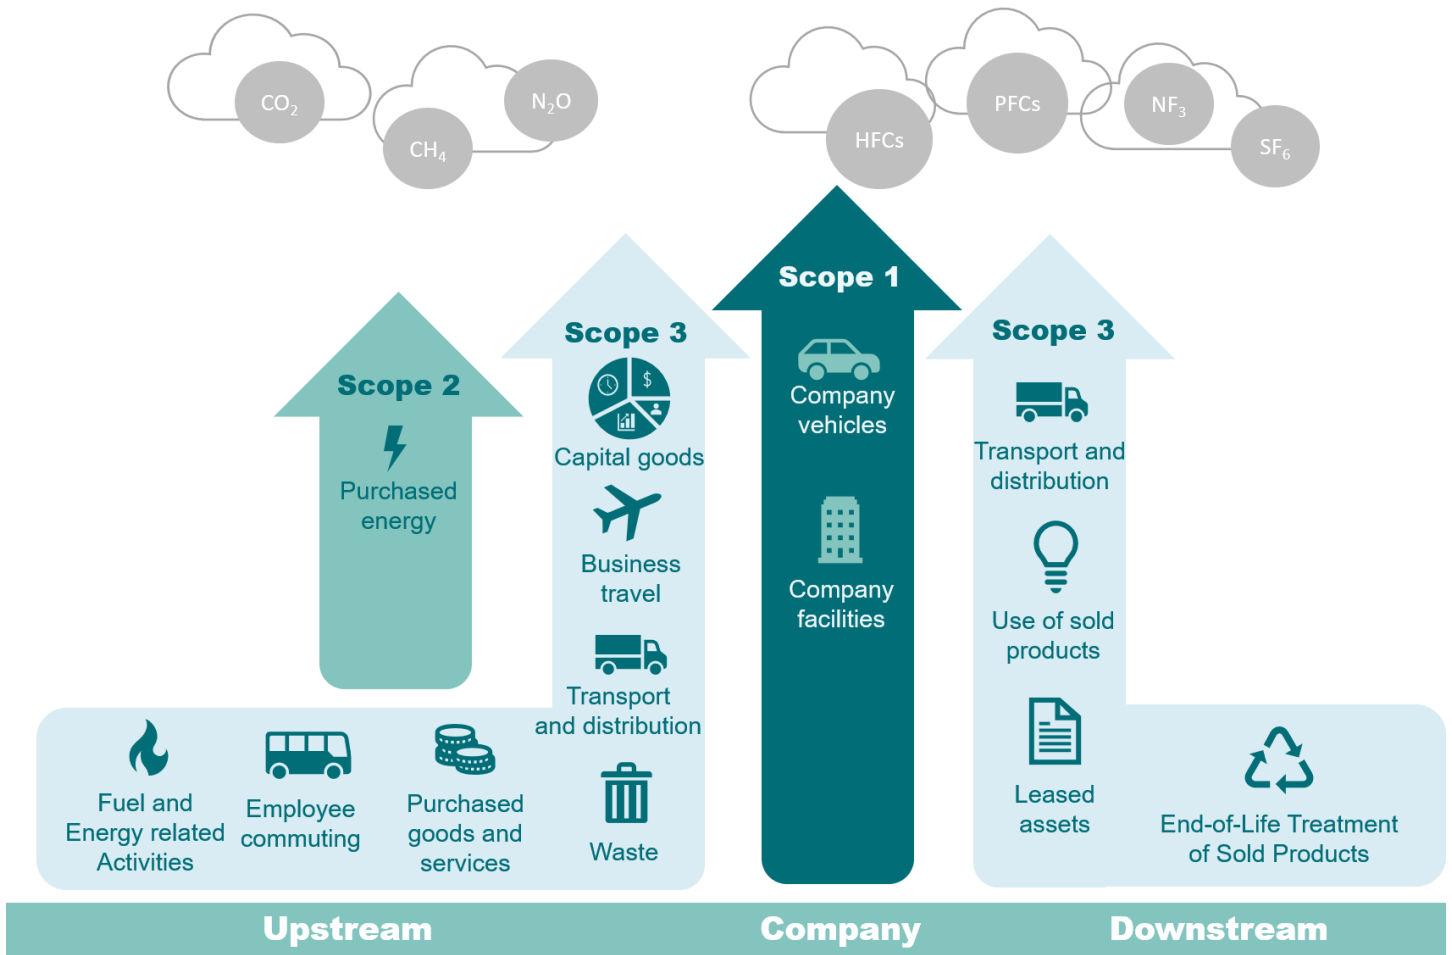 CO₂
CH₄
N₂O
HFCs
PFCs
NF₃
SF₆
Scope 2
Purchased
energy
Scope 3
$
Capital goods
Business
travel
Transport
and distribution
Waste
Fuel and
Energy related
Activities
Employee
commuting
Purchased
goods and
services
Scope 1
Company
vehicles
Company
facilities
Scope 3
Transport and
distribution
Use of sold
products
Leased
assets
End-of-Life Treatment
of Sold Products
Upstream
Company
Downstream